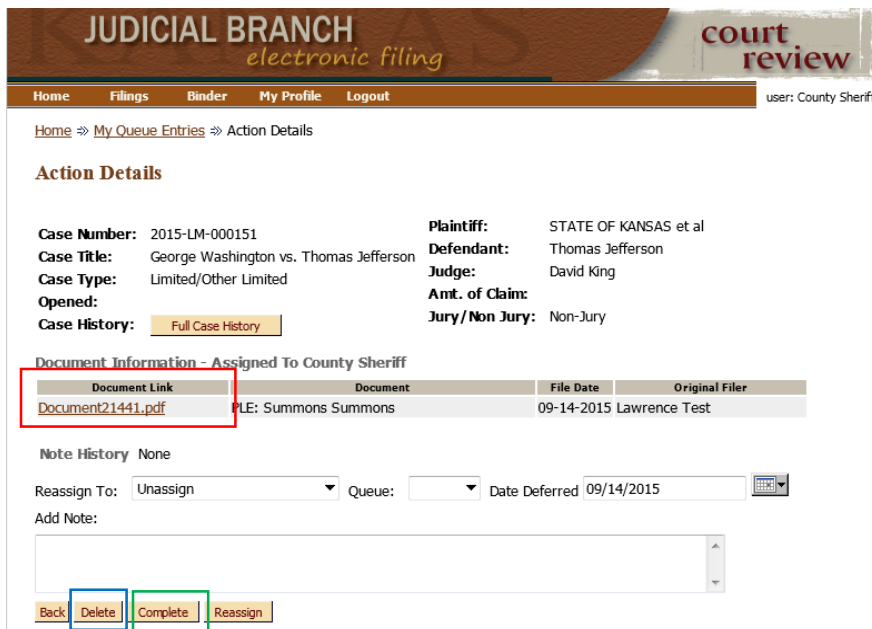 KANSAS
JUDICIAL BRANCH
electronic filing
court
review
Home Filings Binder My Profile Logout
user: County Sheriff
Home ⇒ My Queue Entries ⇒ Action Details
Action Details
Case Number: 2015-LM-000151
Case Title: George Washington vs. Thomas Jefferson
Case Type: Limited/Other Limited
Opened:
Case History: Full Case History
Plaintiff: STATE OF KANSAS et al
Defendant: Thomas Jefferson
Judge: David King
Amt. of Claim:
Jury/Non Jury: Non-Jury
Document Information - Assigned To County Sheriff
Document Link Document File Date Original Filer
Document21441.pdf PLE: Summons Summons 09-14-2015 Lawrence Test
Note History None
Reassign To: Unassign Queue: Date Deferred 09/14/2015
Add Note:
Back Delete Complete Reassign